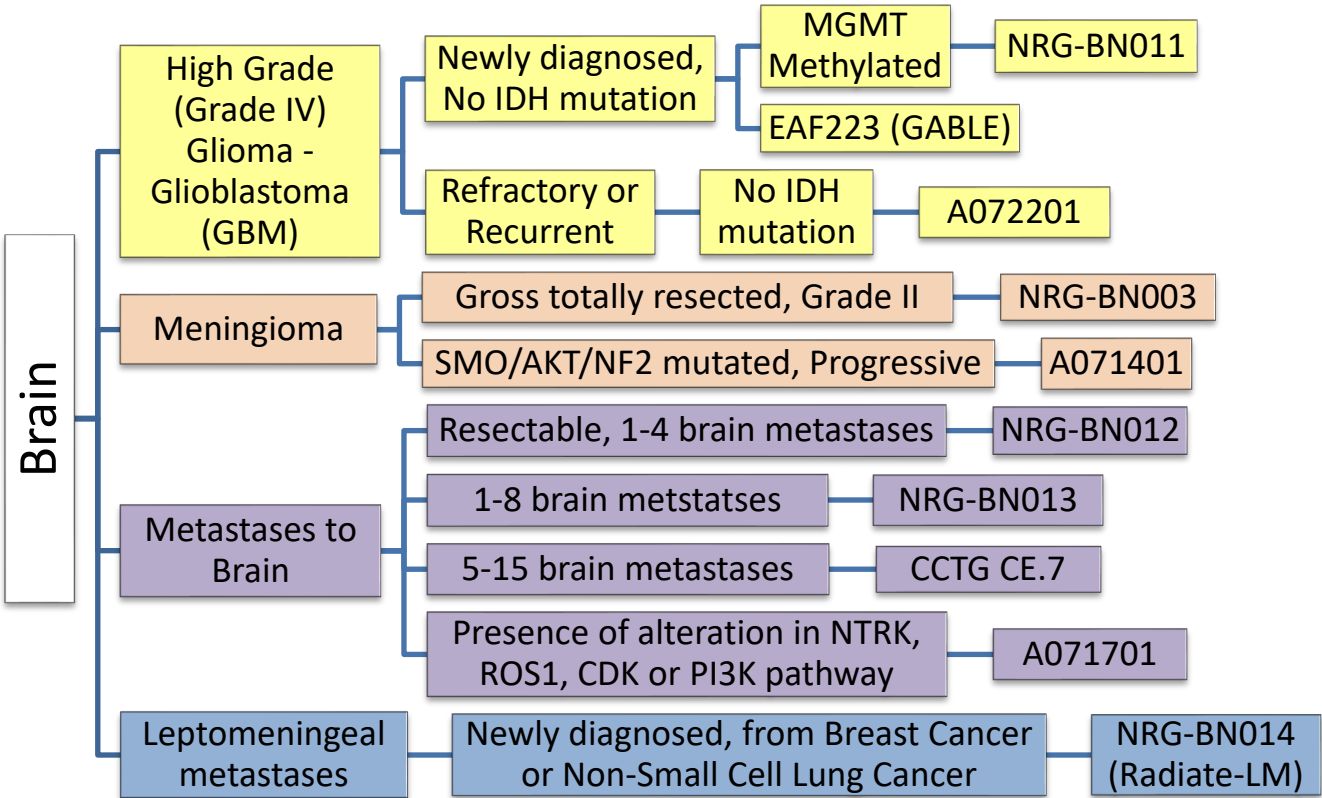 Brain
High Grade
(Grade IV)
Glioma -
Glioblastoma
(GBM)
Newly diagnosed,
No IDH mutation
MGMT
Methylated
NRG-BN011
EAF223 (GABLE)
Refractory or
Recurrent
No IDH
mutation
A072201
Meningioma
Gross totally resected, Grade II
NRG-BN003
SMO/AKT/NF2 mutated, Progressive
A071401
Metastases to
Brain
Resectable, 1-4 brain metastases
NRG-BN012
1-8 brain metstatses
NRG-BN013
5-15 brain metastases
CCTG CE.7
Presence of alteration in NTRK,
ROS1, CDK or PI3K pathway
A071701
Leptomeningeal
metastases
Newly diagnosed, from Breast Cancer
or Non-Small Cell Lung Cancer
NRG-BN014
(Radiate-LM)